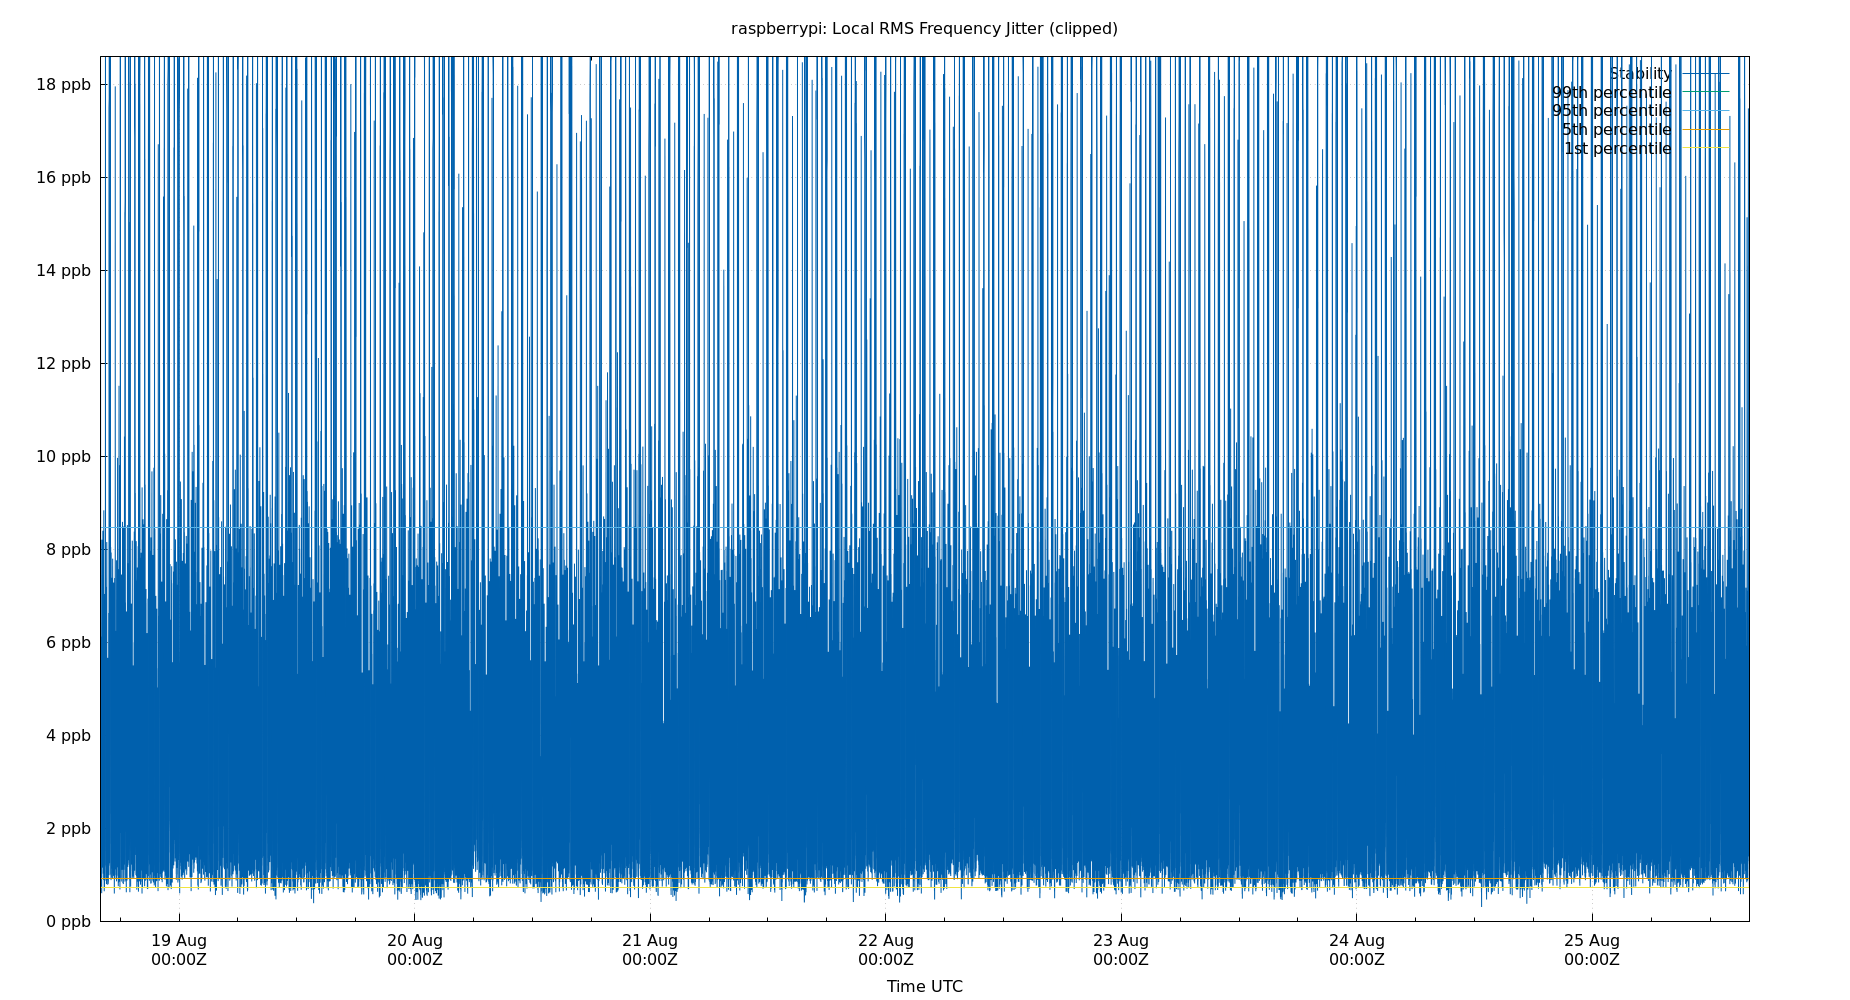 raspberrypi: Local RMS Frequency Jitter (clipped)
18 ppb
16 ppb
14 ppb
12 ppb
10 ppb
8 ppb
6 ppb
4 ppb
2 ppb
0 ppb
Stability
99th percentile
95th percentile
5th percentile
1st percentile
19 Aug
00:00Z
20 Aug
00:00Z
21 Aug
00:00Z
22 Aug
00:00Z
23 Aug
00:00Z
24 Aug
00:00Z
25 Aug
00:00Z
Time UTC